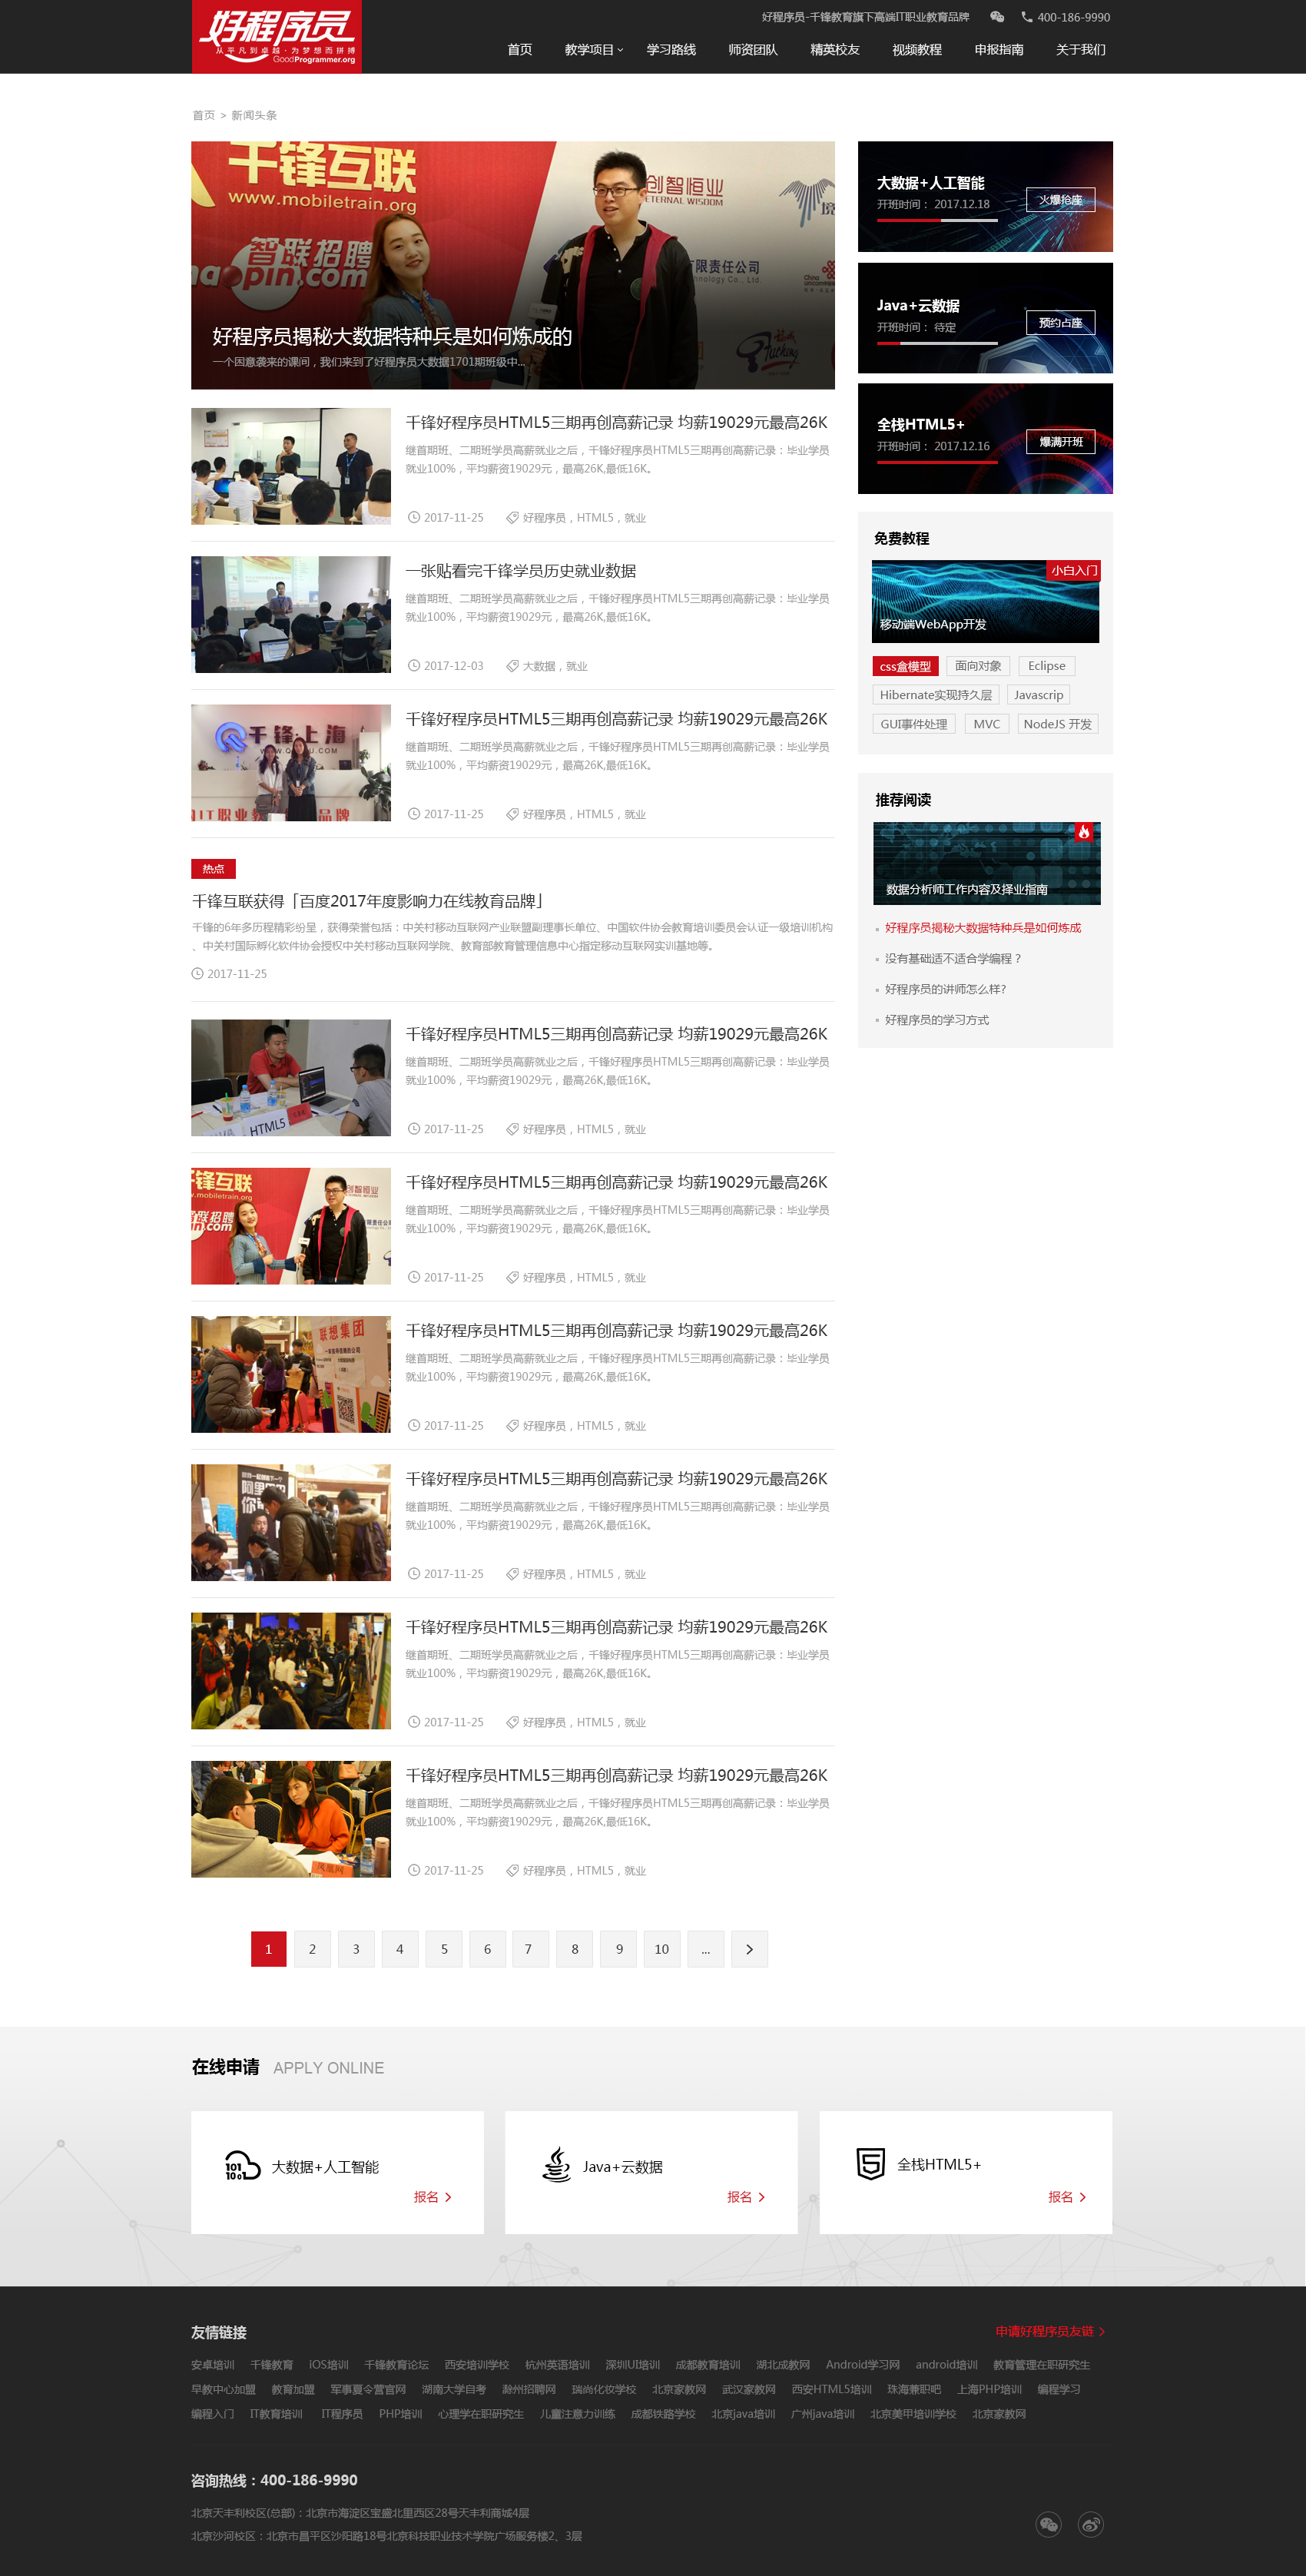 好程序员
从平凡到卓越·为梦想而拼搏
GoodProgrammer.org
好程序员-千锋教育旗下高端IT职业教育品牌
400-186-9990
首页 教学项目 学习路线 师资团队 精英校友 视频教程 申报指南 关于我们
首页 > 新闻头条
千锋互联
www.mobiletrain.org
智联招聘
创智恒业
ETERNAL WISDOM
有限责任公司
好程序员揭秘大数据特种兵是如何炼成的
一个困意袭来的课间，我们来到了好程序员大数据1701期班级中...
千锋好程序员HTML5三期再创高薪记录 均薪19029元最高26K
继首期班、二期班学员高薪就业之后，千锋好程序员HTML5三期再创高薪记录：毕业学员
就业100%，平均薪资19029元，最高26K,最低16K。
2017-11-25 好程序员，HTML5，就业
一张贴看完千锋学员历史就业数据
继首期班、二期班学员高薪就业之后，千锋好程序员HTML5三期再创高薪记录：毕业学员
就业100%，平均薪资19029元，最高26K,最低16K。
2017-12-03 大数据，就业
千锋上海
千锋好程序员HTML5三期再创高薪记录 均薪19029元最高26K
继首期班、二期班学员高薪就业之后，千锋好程序员HTML5三期再创高薪记录：毕业学员
就业100%，平均薪资19029元，最高26K,最低16K。
2017-11-25 好程序员，HTML5，就业
热点
千锋互联获得「百度2017年度影响力在线教育品牌」
千锋的6年多历程精彩纷呈，获得荣誉包括：中关村移动互联网产业联盟副理事长单位、中国软件协会教育培训委员会认证一级培训机构
、中关村国际孵化软件协会授权中关村移动互联网学院、教育部教育管理信息中心指定移动互联网实训基地等。
2017-11-25
HTML5
千锋好程序员HTML5三期再创高薪记录 均薪19029元最高26K
继首期班、二期班学员高薪就业之后，千锋好程序员HTML5三期再创高薪记录：毕业学员
就业100%，平均薪资19029元，最高26K,最低16K。
2017-11-25 好程序员，HTML5，就业
千锋互联
www.mobiletrain.org
智联招聘
创智恒业
千锋好程序员HTML5三期再创高薪记录 均薪19029元最高26K
继首期班、二期班学员高薪就业之后，千锋好程序员HTML5三期再创高薪记录：毕业学员
就业100%，平均薪资19029元，最高26K,最低16K。
2017-11-25 好程序员，HTML5，就业
联想集团
千锋好程序员HTML5三期再创高薪记录 均薪19029元最高26K
继首期班、二期班学员高薪就业之后，千锋好程序员HTML5三期再创高薪记录：毕业学员
就业100%，平均薪资19029元，最高26K,最低16K。
2017-11-25 好程序员，HTML5，就业
千锋好程序员HTML5三期再创高薪记录 均薪19029元最高26K
继首期班、二期班学员高薪就业之后，千锋好程序员HTML5三期再创高薪记录：毕业学员
就业100%，平均薪资19029元，最高26K,最低16K。
2017-11-25 好程序员，HTML5，就业
千锋好程序员HTML5三期再创高薪记录 均薪19029元最高26K
继首期班、二期班学员高薪就业之后，千锋好程序员HTML5三期再创高薪记录：毕业学员
就业100%，平均薪资19029元，最高26K,最低16K。
2017-11-25 好程序员，HTML5，就业
凤凰网
千锋好程序员HTML5三期再创高薪记录 均薪19029元最高26K
继首期班、二期班学员高薪就业之后，千锋好程序员HTML5三期再创高薪记录：毕业学员
就业100%，平均薪资19029元，最高26K,最低16K。
2017-11-25 好程序员，HTML5，就业
1 2 3 4 5 6 7 8 9 10 ... >
大数据+人工智能
开班时间： 2017.12.18
火爆抢座
Java+云数据
开班时间： 待定
预约占座
全栈HTML5+
开班时间： 2017.12.16
爆满开班
免费教程
小白入门
移动端WebApp开发
css盒模型 面向对象 Eclipse
Hibernate实现持久层 Javascrip
GUI事件处理 MVC NodeJS 开发
推荐阅读
数据分析师工作内容及择业指南
好程序员揭秘大数据特种兵是如何炼成
没有基础适不适合学编程？
好程序员的讲师怎么样?
好程序员的学习方式
在线申请 APPLY ONLINE
大数据+人工智能
报名 >
Java+云数据
报名 >
全栈HTML5+
报名 >
友情链接
申请好程序员友链 >
安卓培训 千锋教育 iOS培训 千锋教育论坛 西安培训学校 杭州英语培训 深圳UI培训 成都教育培训 湖北成教网 Android学习网 android培训 教育管理在职研究生
早教中心加盟 教育加盟 军事夏令营官网 湖南大学自考 滁州招聘网 瑞尚化妆学校 北京家教网 武汉家教网 西安HTML5培训 珠海兼职吧 上海PHP培训 编程学习
编程入门 IT教育培训 IT程序员 PHP培训 心理学在职研究生 儿童注意力训练 成都铁路学校 北京java培训 广州java培训 北京美甲培训学校 北京家教网
咨询热线：400-186-9990
北京天丰利校区(总部)：北京市海淀区宝盛北里西区28号天丰利商城4层
北京沙河校区：北京市昌平区沙阳路18号北京科技职业技术学院广场服务楼2、3层